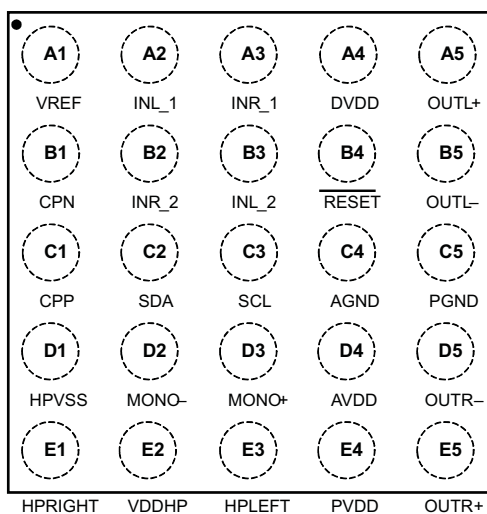 A1 A2 A3 A4 A5
VREF INL_1 INR_1 DVDD OUTL+
B1 B2 B3 B4 B5
CPN INR_2 INL_2 RESET OUTL–
C1 C2 C3 C4 C5
CPP SDA SCL AGND PGND
D1 D2 D3 D4 D5
HPVSS MONO– MONO+ AVDD OUTR–
E1 E2 E3 E4 E5
HPRIGHT VDDHP HPLEFT PVDD OUTR+